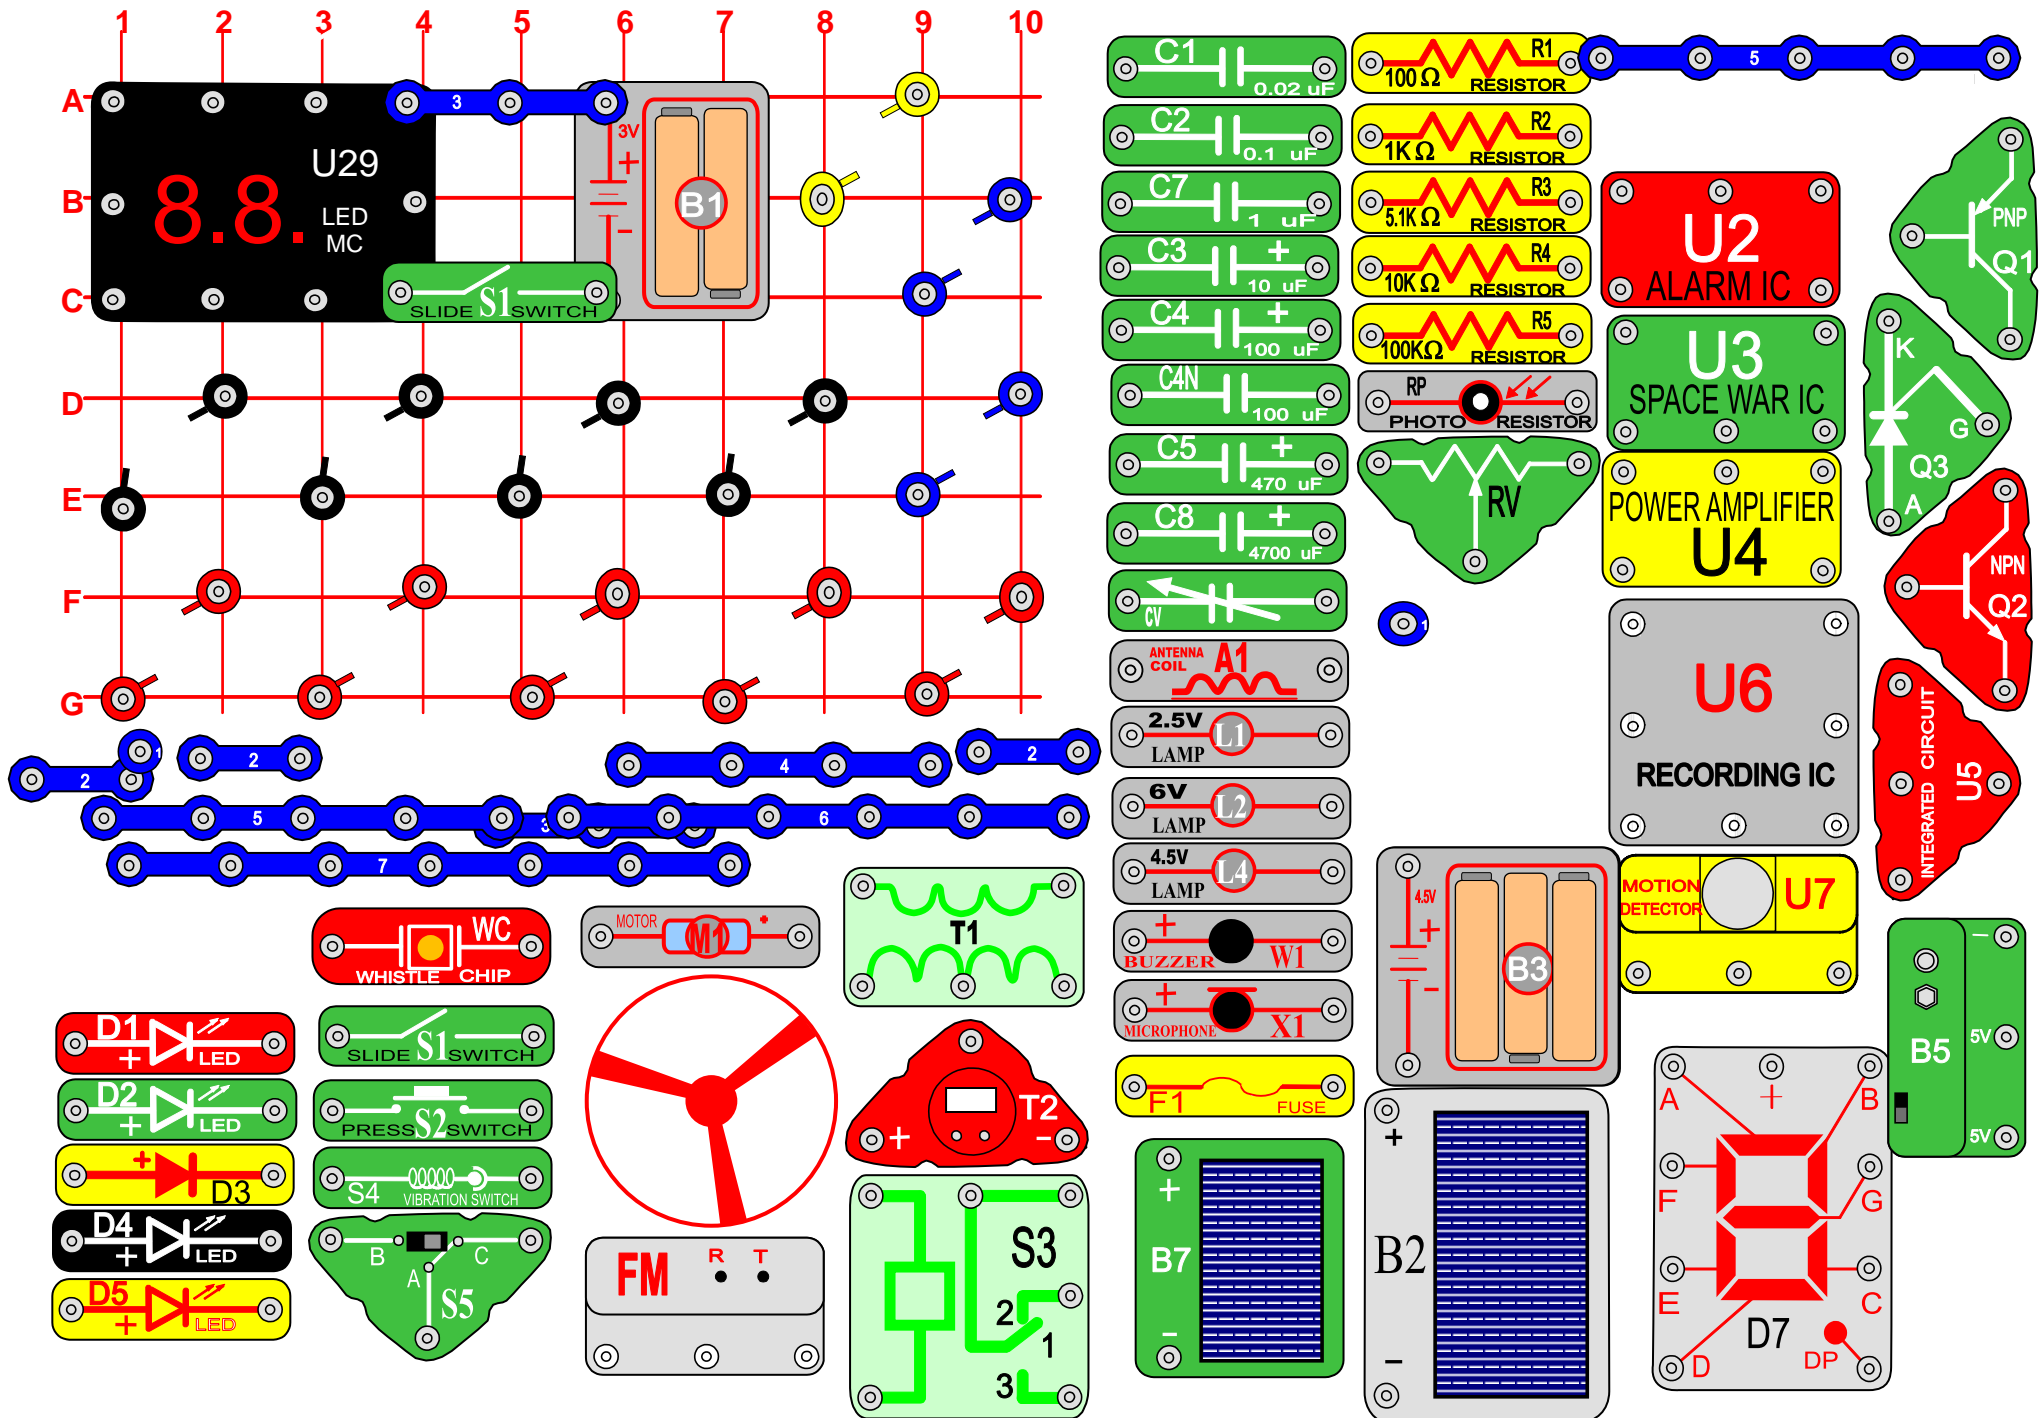 1 2 3 4 5 6 7 8 9 10
A
B
C
D
E
F
G
8.8.
U29
LED
MC
3
3V
+
B1
-
SLIDE S1 SWITCH
2
1
2
4
2
5
3
6
7
C1
0.02 uF
C2
0.1 uF
C7
1 uF
C3 +
10 uF
C4 +
100 uF
C4N
100 uF
C5 +
470 uF
C8 +
4700 uF
CV
ANTENNA
COIL A1
2.5V
LAMP L1
6V
LAMP L2
4.5V
LAMP L4
+
BUZZER W1
+
MICROPHONE X1
F1 FUSE
R1
100 Ω RESISTOR
R2
1K Ω RESISTOR
R3
5.1K Ω RESISTOR
R4
10K Ω RESISTOR
R5
100KΩ RESISTOR
RP
PHOTO RESISTOR
RV
1
5
U2
ALARM IC
U3
SPACE WAR IC
POWER AMPLIFIER
U4
U6
RECORDING IC
MOTION
DETECTOR
U7
PNP
Q1
K
G
Q3
A
NPN
Q2
INTEGRATED CIRCUIT
U5
4.5V
+
B3
-
B5
-
5V
5V
WC
WHISTLE CHIP
MOTOR M1 +
T1
D1
+ LED
D2
+ LED
+
D3
D4
+ LED
D5
+ LED
SLIDE S1 SWITCH
PRESS S2 SWITCH
S4 VIBRATION SWITCH
B C
A
S5
FM R T
+ T2 -
S3
2
1
3
+
B7
-
+
B2
-
A + B
F G
E C
D7
D DP